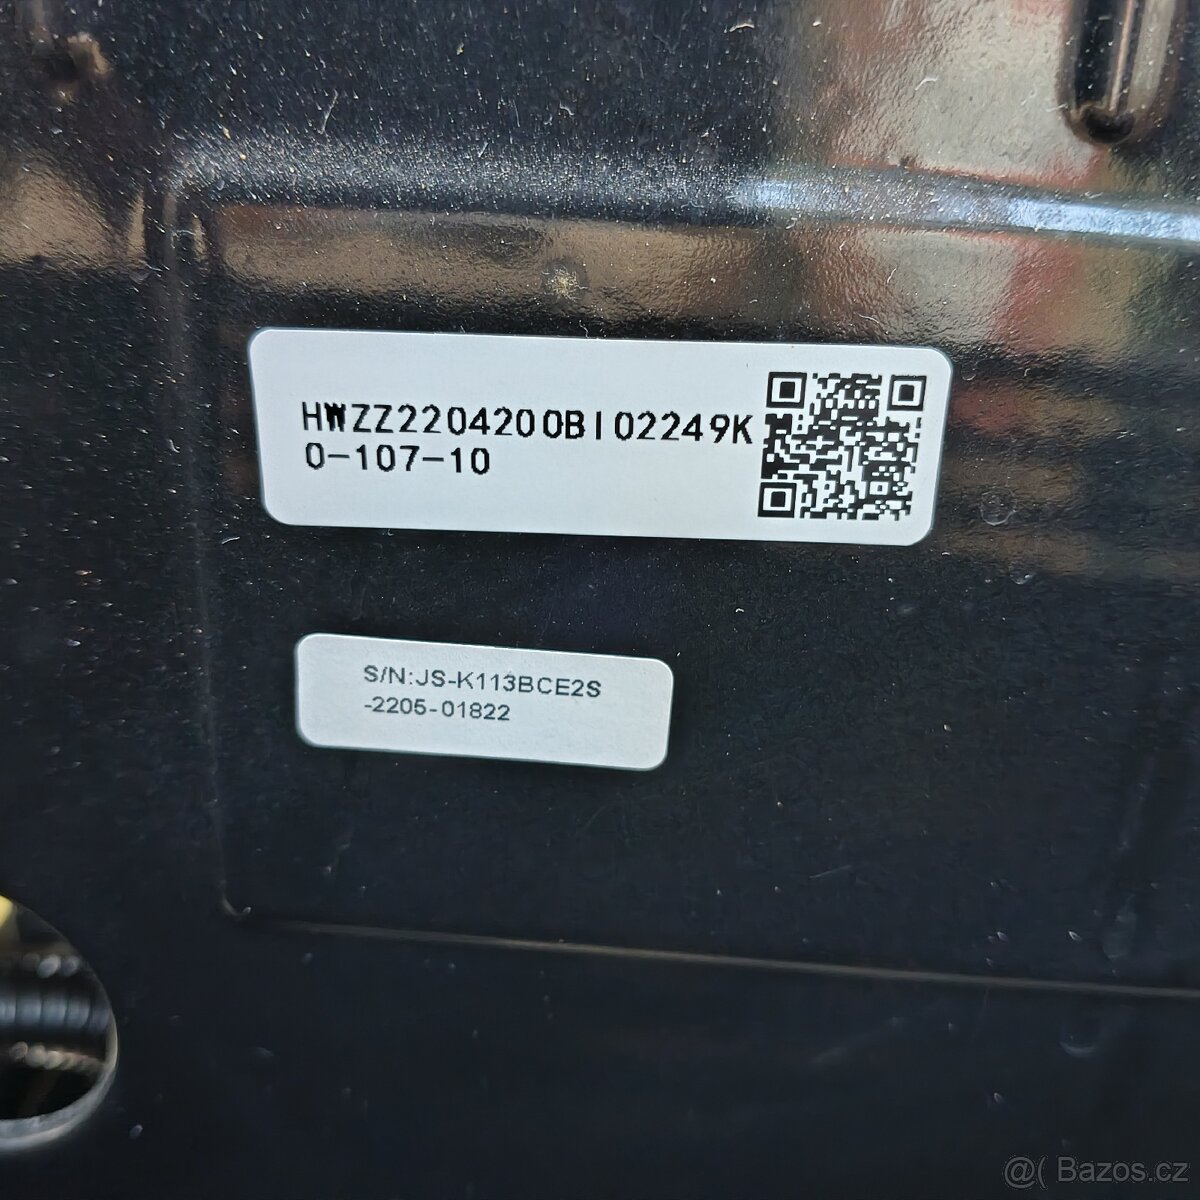 HWZZ2204200BI02249K
0-107-10
S/N:JS-K113BCE2S
-2205-01822
@( Bazos.cz